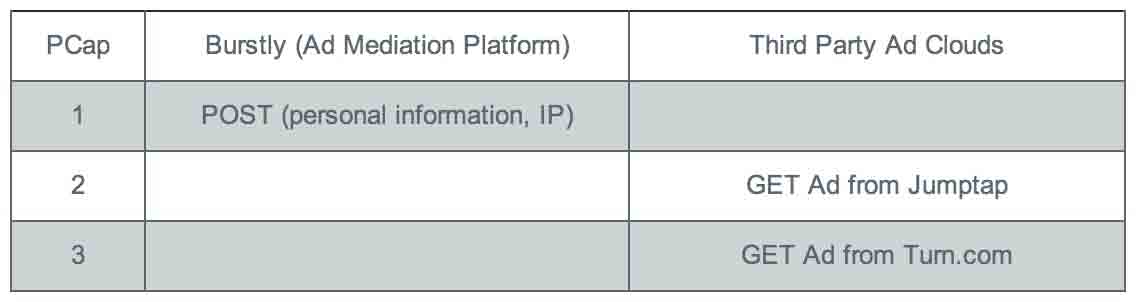 PCap Burstly (Ad Mediation Platform) Third Party Ad Clouds
1 POST (personal information, IP)
2 GET Ad from Jumptap
3 GET Ad from Turn.com